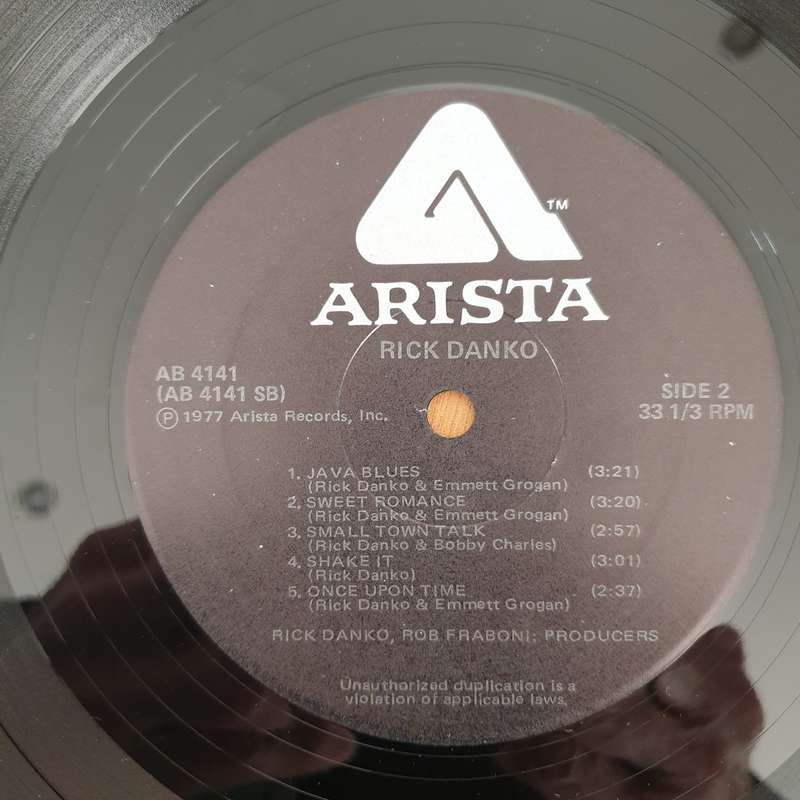 TM
ARISTA
RICK DANKO
AB 4141
(AB 4141 SB)
Ⓟ 1977 Arista Records, Inc.
SIDE 2
33 1/3 RPM
1. JAVA BLUES (3:21)
(Rick Danko & Emmett Grogan)
2. SWEET ROMANCE (3:20)
(Rick Danko & Emmett Grogan)
3. SMALL TOWN TALK (2:57)
(Rick Danko & Bobby Charles)
4. SHAKE IT (3:01)
(Rick Danko)
5. ONCE UPON TIME (2:37)
(Rick Danko & Emmett Grogan)
RICK DANKO, ROB FRABONI: PRODUCERS
Unauthorized duplication is a
violation of applicable laws.